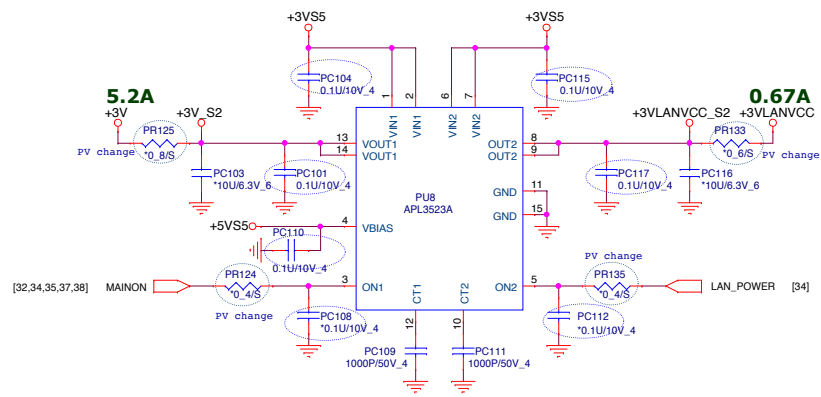 +3VS5
+3VS5
PC104
0.1U/10V_4
PC115
0.1U/10V_4
1
2
6
7
VIN1
VIN1
VIN2
VIN2
5.2A
+3V
+3V_S2
PR125
*0_8/S
PV change
PC103
*10U/6.3V_6
PC101
0.1U/10V_4
13
14
VOUT1
VOUT1
OUT2
OUT2
8
9
+3VLANVCC_S2
0.67A
+3VLANVCC
PR133
*0_6/S
PV change
PC117
0.1U/10V_4
PC116
*10U/6.3V_6
PU8
APL3523A
GND
11
GND
15
+5VS5
4
VBIAS
PC110
0.1U/10V_4
[32,34,35,37,38]
MAINON
PR124
*0_4/S
PV change
3
ON1
PC108
*0.1U/10V_4
CT1
CT2
12
10
ON2
5
PV change
PR135
*0_4/S
LAN_POWER
[34]
PC112
*0.1U/10V_4
PC109
1000P/50V_4
PC111
1000P/50V_4